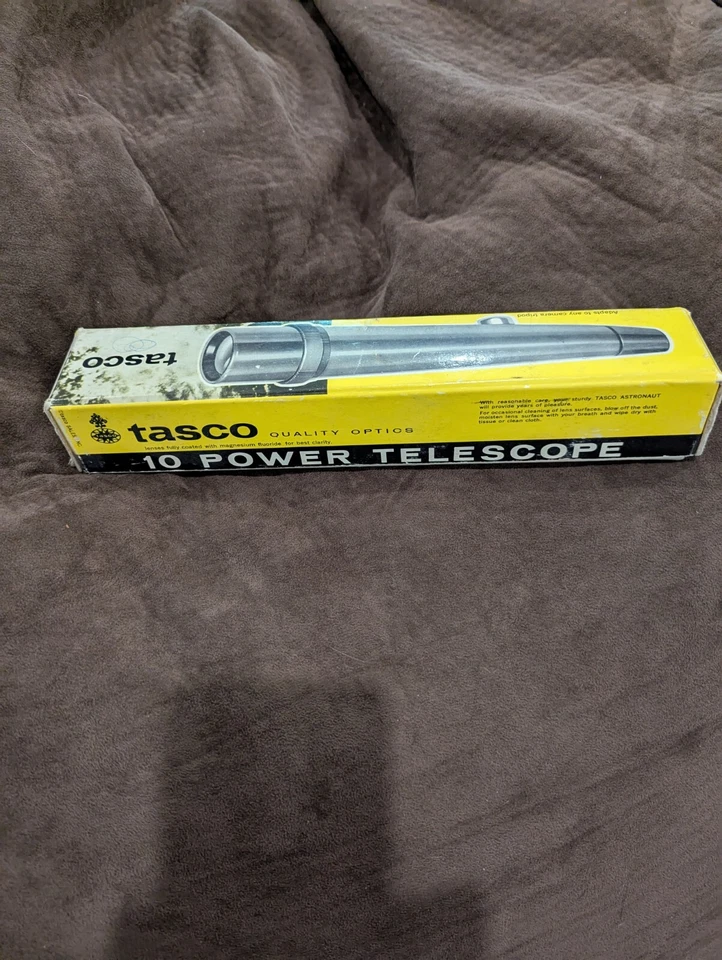 Adapts to any camera tripod
tasco
With reasonable care, your sturdy TASCO ASTRONAUT
will provide years of pleasure.
For occasional cleaning of lens surfaces, blow off the dust,
moisten lens surface with your breath and wipe dry with
tissue or clean cloth.
tasco QUALITY OPTICS
lenses fully coated with magnesium fluoride for best clarity.
10 POWER TELESCOPE